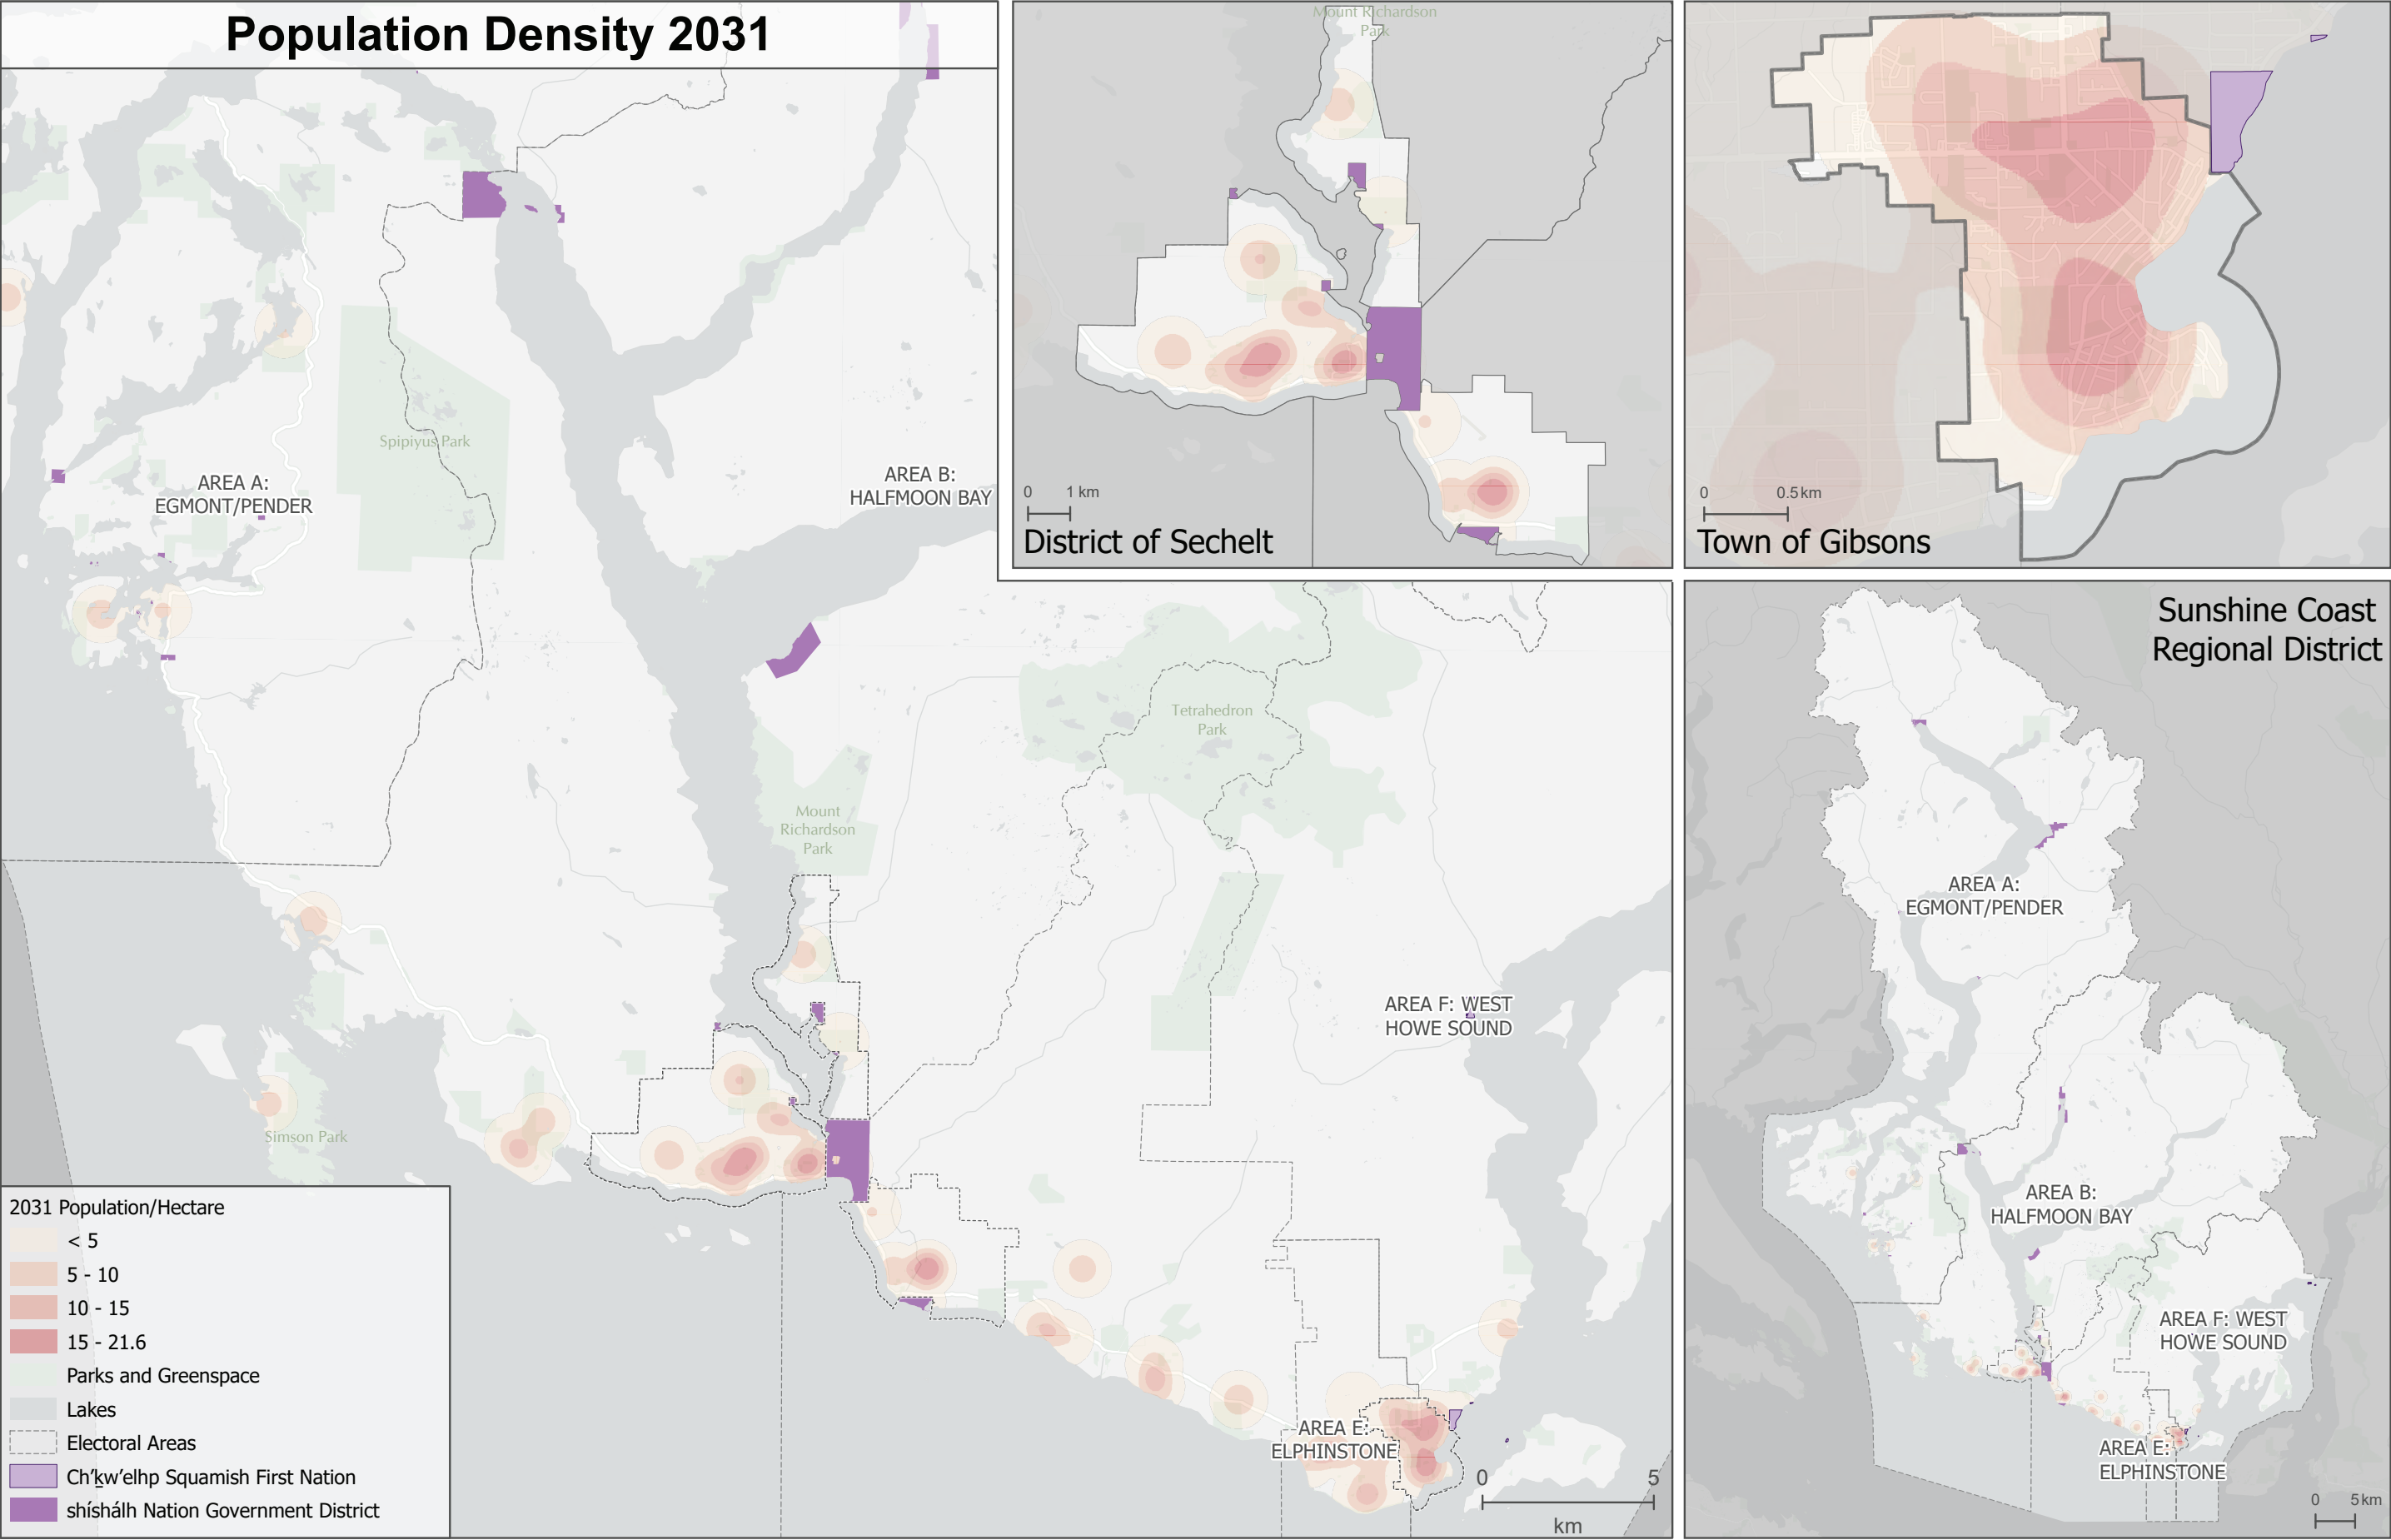 Population Density 2031
Spipiyus Park
AREA A:
EGMONT/PENDER
AREA B:
HALFMOON BAY
Mount
Richardson
Park
Tetrahedron
Park
AREA F: WEST
HOWE SOUND
Simson Park
AREA E:
ELPHINSTONE
0 5
km
2031 Population/Hectare
< 5
5 - 10
10 - 15
15 - 21.6
Parks and Greenspace
Lakes
Electoral Areas
Ch’ḵw’elhp Squamish First Nation
shíshálh Nation Government District
Mount Richardson
Park
0 1 km
District of Sechelt
0 0.5 km
Town of Gibsons
Sunshine Coast
Regional District
AREA A:
EGMONT/PENDER
AREA B:
HALFMOON BAY
AREA F: WEST
HOWE SOUND
AREA E:
ELPHINSTONE
0 5 km